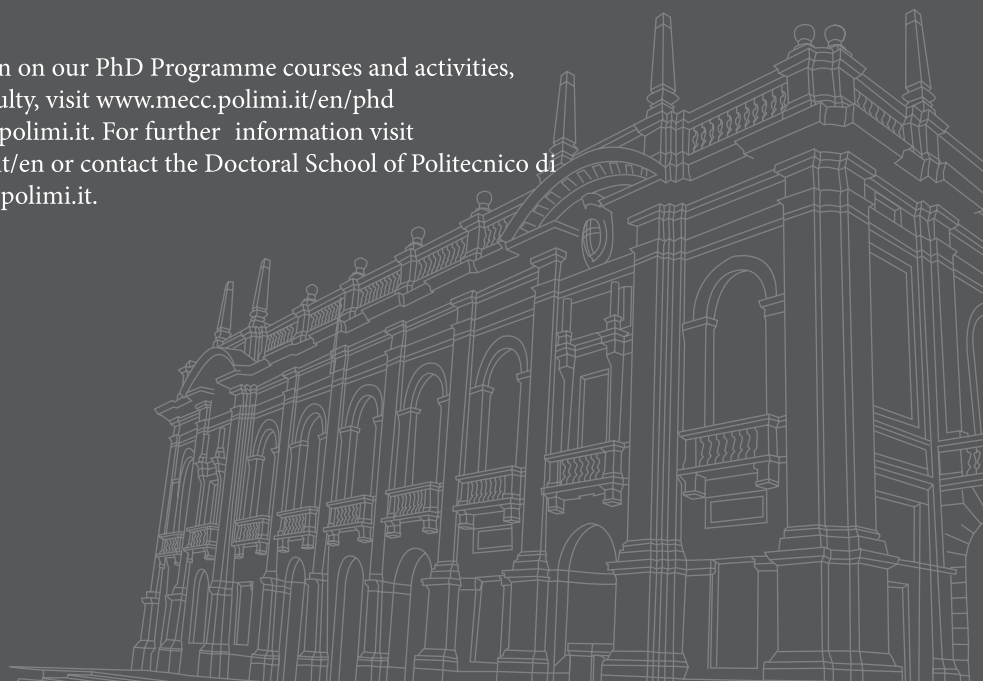 n on our PhD Programme courses and activities,
ulty, visit www.mecc.polimi.it/en/phd
polimi.it. For further  information visit
it/en or contact the Doctoral School of Politecnico di
polimi.it.